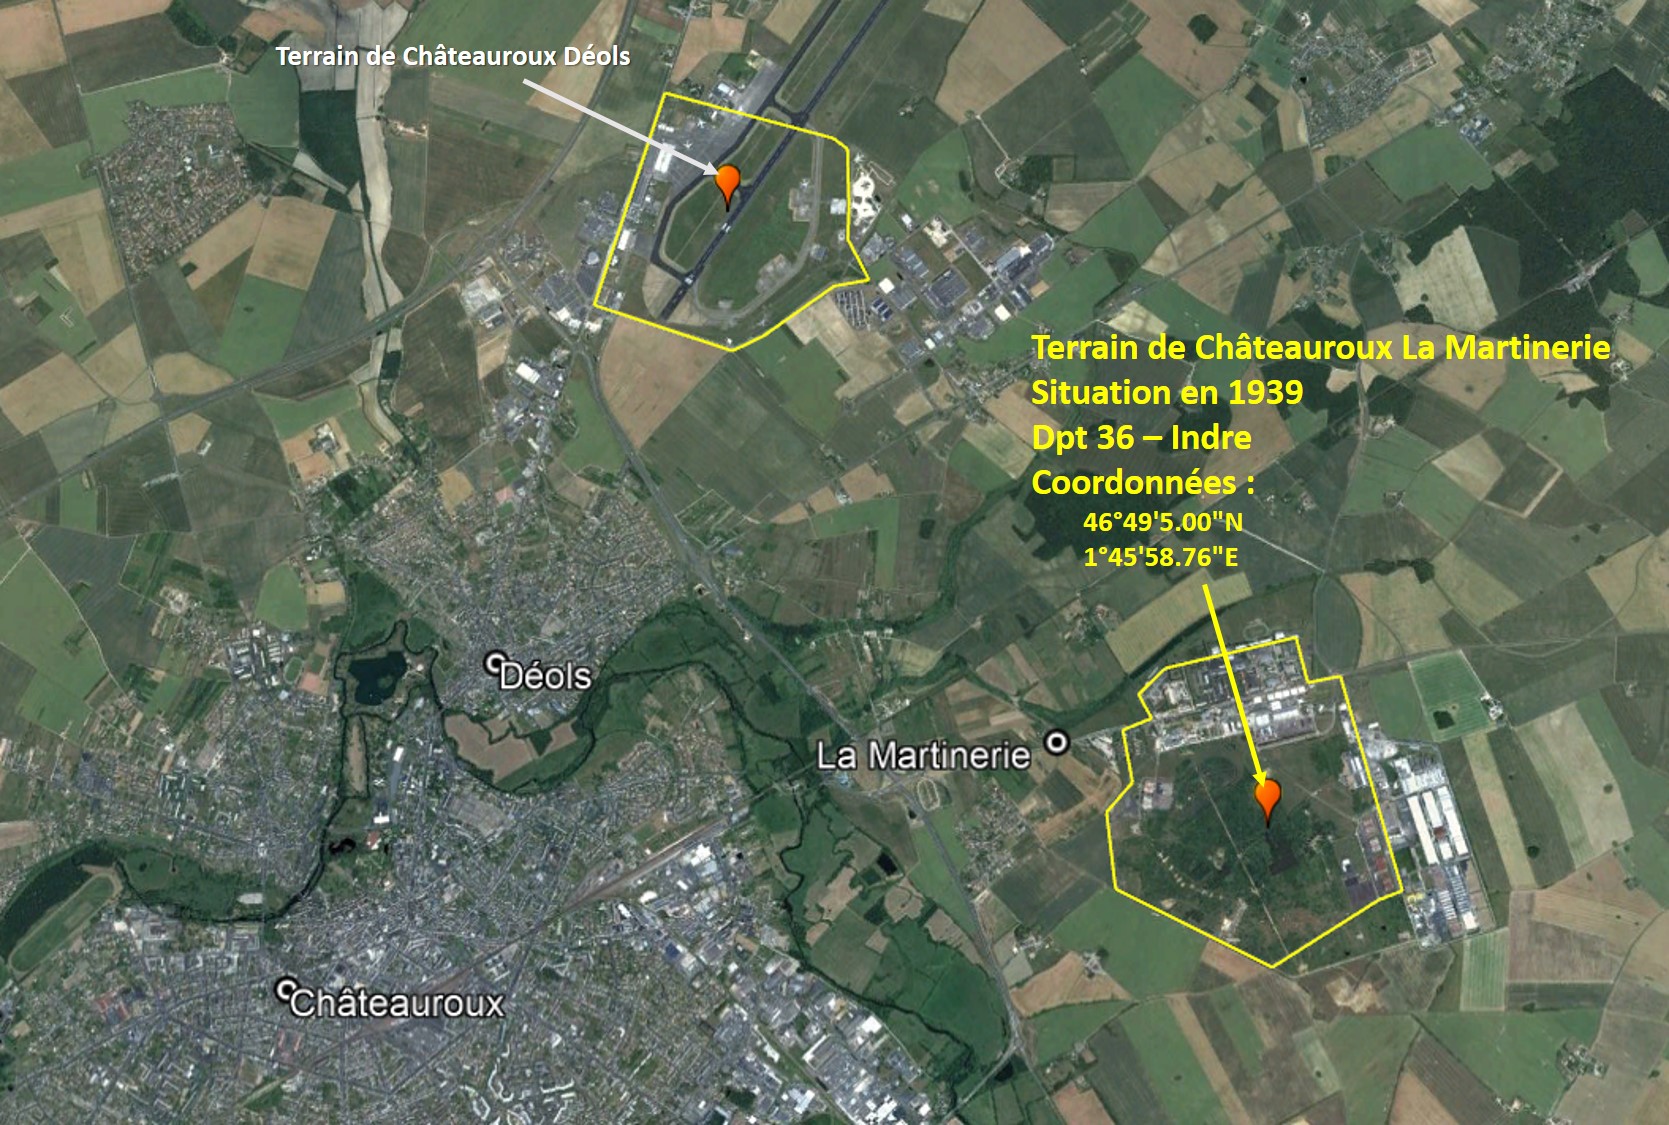 Terrain de Châteauroux Déols
Terrain de Châteauroux La Martinerie
Situation en 1939
Dpt 36 – Indre
Coordonnées :
46°49'5.00"N
1°45'58.76"E
Déols
La Martinerie
Châteauroux